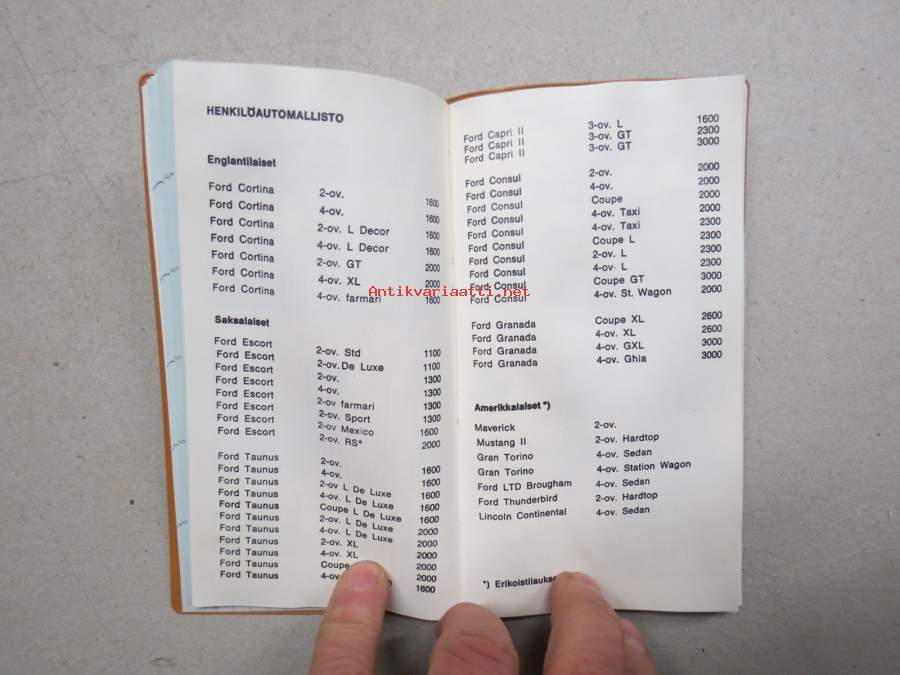 HENKILÖAUTOMALLISTO
Englantilaiset
Ford Cortina 2-ov. 1600
Ford Cortina 4-ov. 1600
Ford Cortina 2-ov. L Decor 1600
Ford Cortina 4-ov. L Decor 1600
Ford Cortina 2-ov. GT 2000
Ford Cortina 4-ov. XL 2000
Ford Cortina 4-ov. farmari 1600
Saksalaiset
Ford Escort 2-ov. Std 1100
Ford Escort 2-ov. De Luxe 1100
Ford Escort 2-ov. 1300
Ford Escort 4-ov. 1300
Ford Escort 2-ov farmari 1300
Ford Escort 2-ov. Sport 1300
Ford Escort 2-ov Mexico 1600
Ford Escort 2-ov. RS* 2000
Ford Taunus 2-ov. 1600
Ford Taunus 4-ov. 1600
Ford Taunus 2-ov L De Luxe 1600
Ford Taunus 4-ov. L De Luxe 1600
Ford Taunus Coupe L De Luxe 1600
Ford Taunus 2-ov. L De Luxe 2000
Ford Taunus 4-ov. L De Luxe 2000
Ford Taunus 2-ov. XL 2000
Ford Taunus 4-ov. XL 2000
Ford Taunus Coupe 2000
Ford Taunus 4-ov. 1600
Ford Capri II 3-ov. L 1600
Ford Capri II 3-ov. GT 2300
Ford Capri II 3-ov. GT 3000
Ford Consul 2-ov. 2000
Ford Consul 4-ov. 2000
Ford Consul Coupe 2000
Ford Consul 4-ov. Taxi 2000
Ford Consul 4-ov. Taxi 2300
Ford Consul Coupe L 2300
Ford Consul 2-ov. L 2300
Ford Consul 4-ov. L 2300
Ford Consul Coupe GT 3000
Ford Consul 4-ov. St. Wagon 2000
Ford Granada Coupe XL 2600
Ford Granada 4-ov. XL 2600
Ford Granada 4-ov. GXL 3000
Ford Granada 4-ov. Ghia 3000
Amerikkalaiset *)
Maverick 2-ov.
Mustang II 2-ov. Hardtop
Gran Torino 4-ov. Sedan
Gran Torino 4-ov. Station Wagon
Ford LTD Brougham 4-ov. Sedan
Ford Thunderbird 2-ov. Hardtop
Lincoln Continental 4-ov. Sedan
*) Erikoistilaukse
Antikvariaatti.net